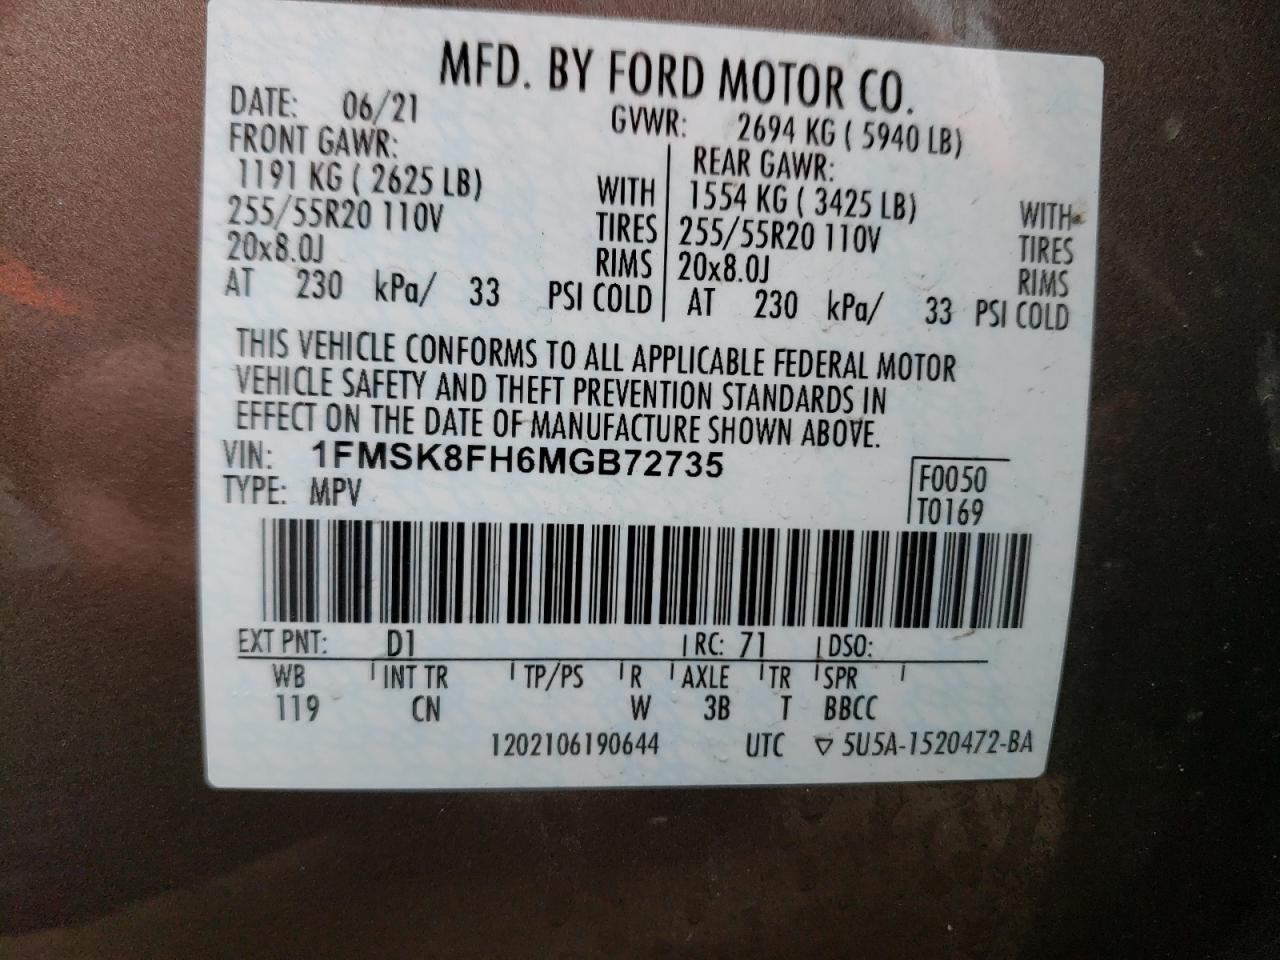 MFD. BY FORD MOTOR CO.
DATE: 06/21 GVWR: 2694 KG ( 5940 LB)
FRONT GAWR: REAR GAWR:
1191 KG ( 2625 LB) WITH 1554 KG ( 3425 LB) WITH
255/55R20 110V TIRES 255/55R20 110V TIRES
20x8.0J RIMS 20x8.0J RIMS
AT 230 kPa/ 33 PSI COLD AT 230 kPa/ 33 PSI COLD
THIS VEHICLE CONFORMS TO ALL APPLICABLE FEDERAL MOTOR
VEHICLE SAFETY AND THEFT PREVENTION STANDARDS IN
EFFECT ON THE DATE OF MANUFACTURE SHOWN ABOVE.
VIN: 1FMSK8FH6MGB72735 F0050
TYPE: MPV T0169
EXT PNT: D1 RC: 71 DSO:
WB INT TR TP/PS R AXLE TR SPR
119 CN W 3B T BBCC
1202106190644 UTC ▽ 5U5A-1520472-BA